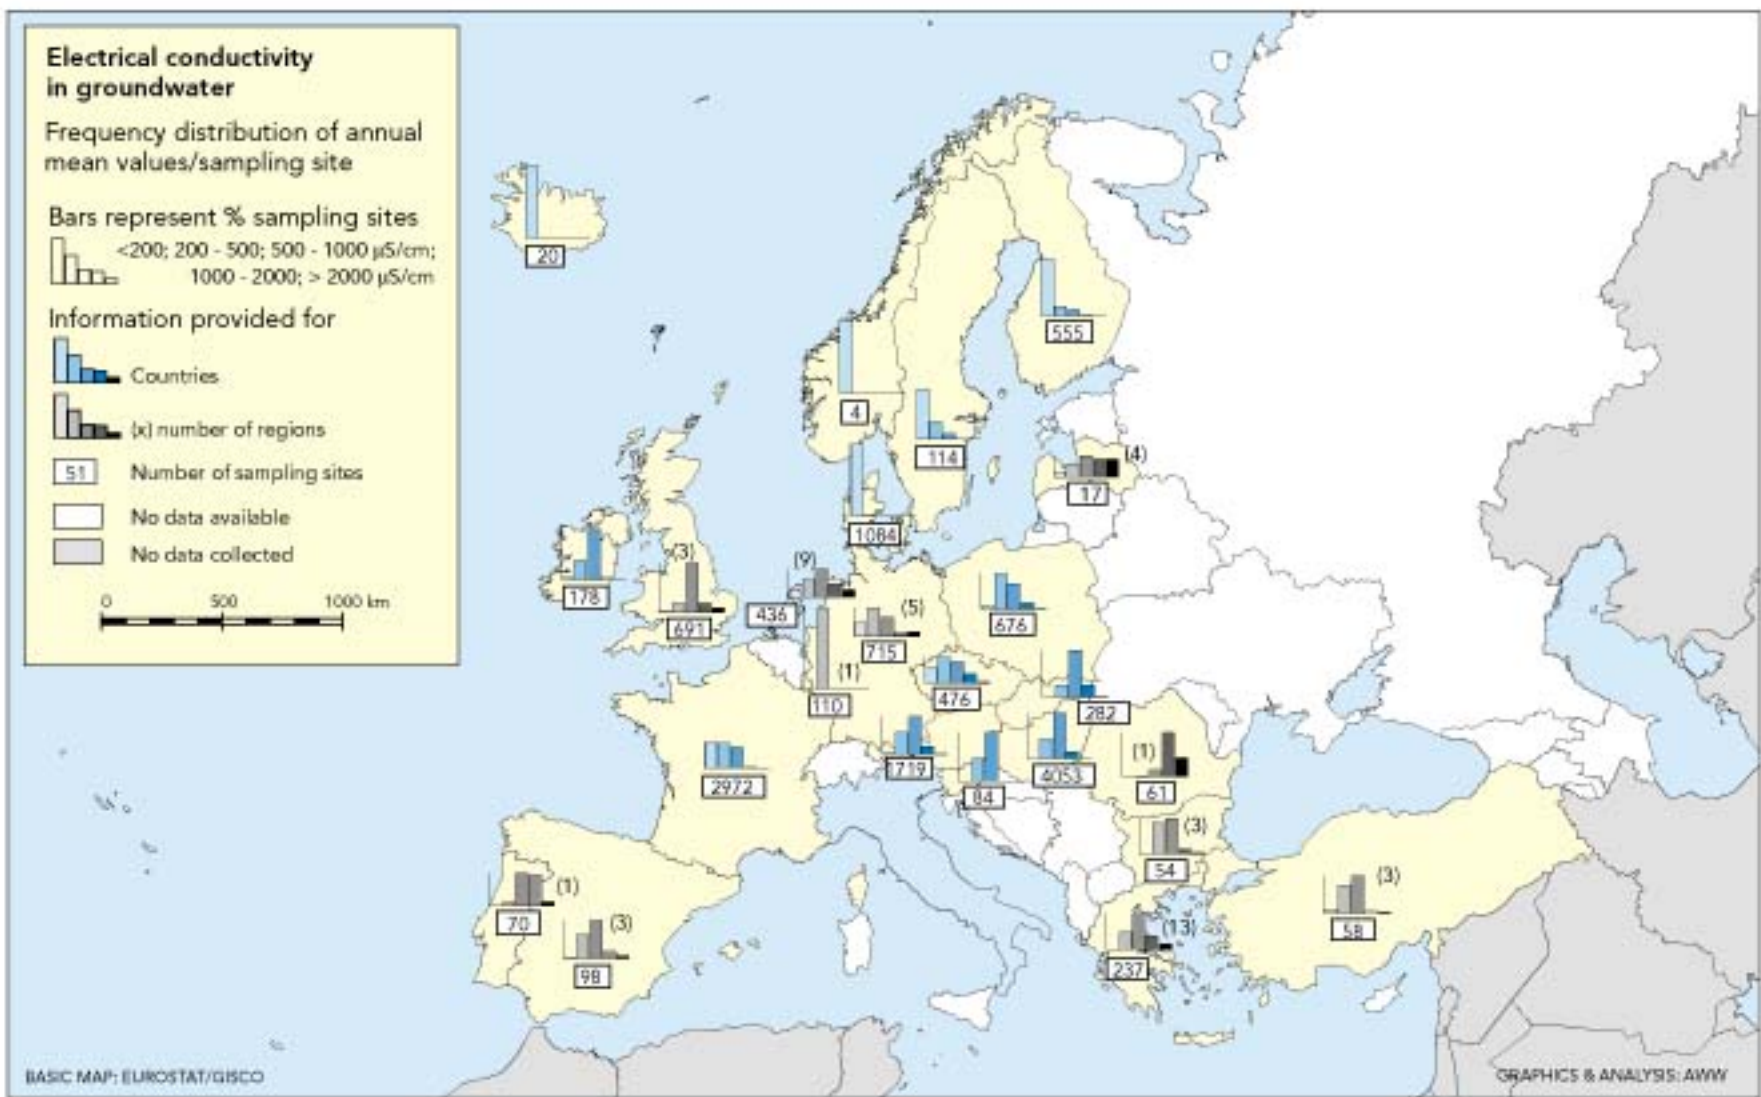 Electrical conductivity
in groundwater
Frequency distribution of annual
mean values/sampling site
Bars represent % sampling sites
<200; 200 - 500; 500 - 1000 µS/cm;
1000 - 2000; > 2000 µS/cm
Information provided for
Countries
(x) number of regions
51 Number of sampling sites
No data available
No data collected
0 500 1000 km
20
555
4
114
(4)
17
1084
178
(3)
691
(9)
436
(5)
715
(1)
110
676
476
282
2972
1719
84
4053
(1)
61
(3)
54
(1)
70
(3)
98
(13)
237
(3)
58
BASIC MAP: EUROSTAT/GISCO
GRAPHICS & ANALYSIS: AWW